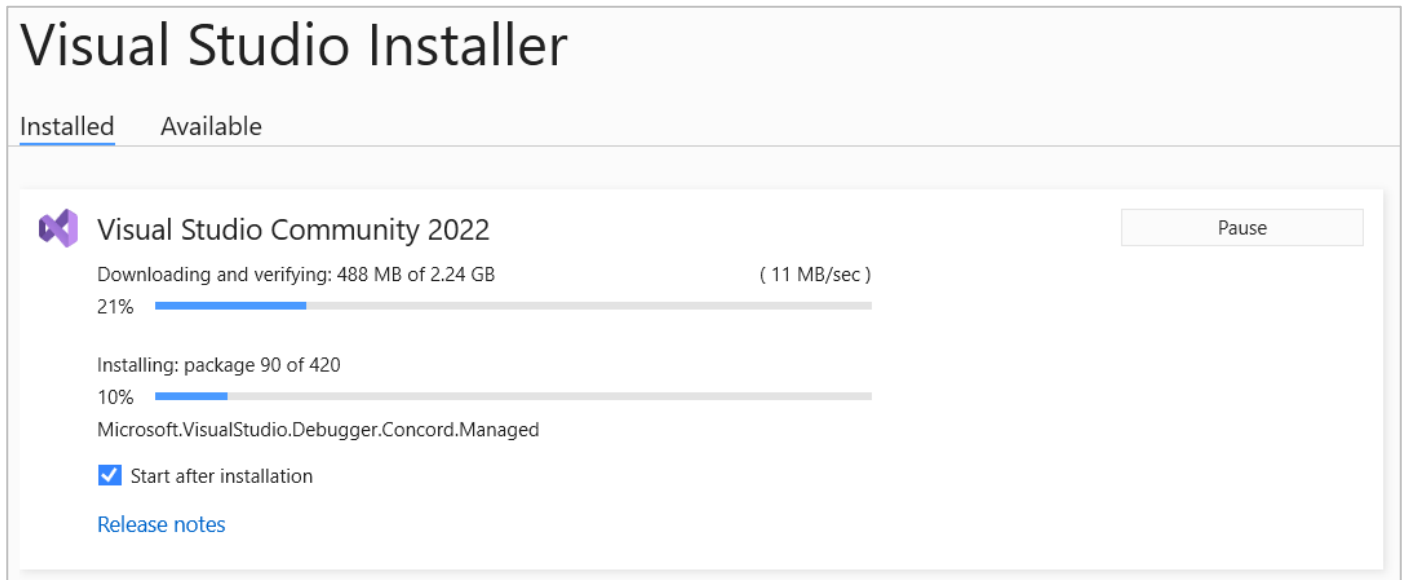 Visual Studio Installer
Installed Available
Visual Studio Community 2022
Pause
Downloading and verifying: 488 MB of 2.24 GB ( 11 MB/sec )
21%
Installing: package 90 of 420
10%
Microsoft.VisualStudio.Debugger.Concord.Managed
Start after installation
Release notes